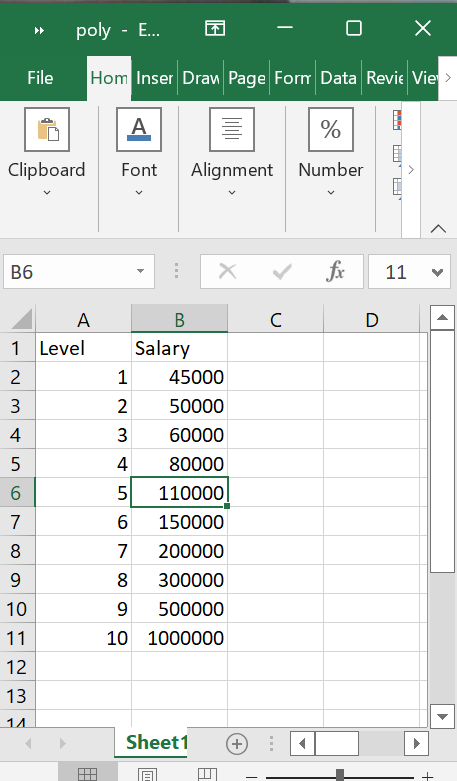 poly - E...
File Hom Inser Draw Page Form Data Revie Vie
Clipboard Font Alignment Number
B6 fx 11
A B C D
1 Level Salary
2 1 45000
3 2 50000
4 3 60000
5 4 80000
6 5 110000
7 6 150000
8 7 200000
9 8 300000
10 9 500000
11 10 1000000
12
13
14
Sheet1